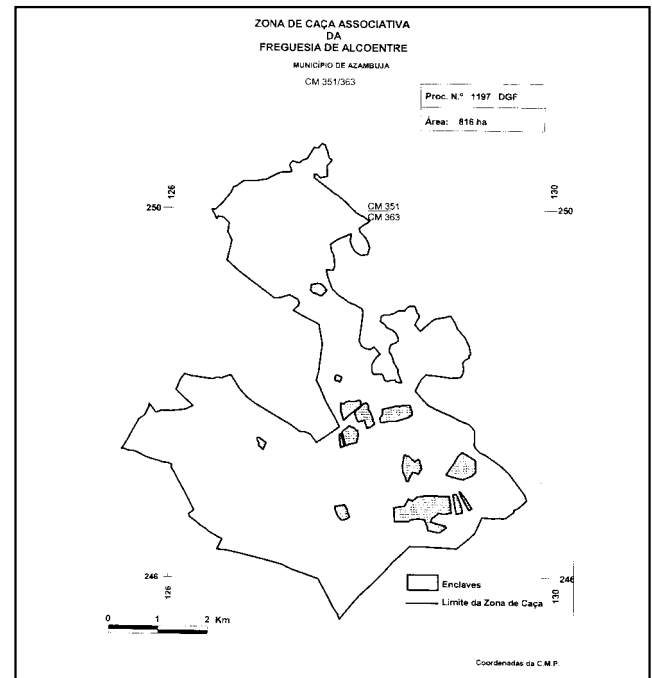 ZONA DE CAÇA ASSOCIATIVA
DA
FREGUESIA DE ALCOENTRE
MUNICÍPIO DE AZAMBUJA
CM 351/363
Proc. N.º 1197 DGF
Área: 816 ha
126
130
250
CM 351
CM 363
250
246
126
246
130
Enclaves
Limite da Zona de Caça
0 1 2 Km
Coordenadas da C.M.P.